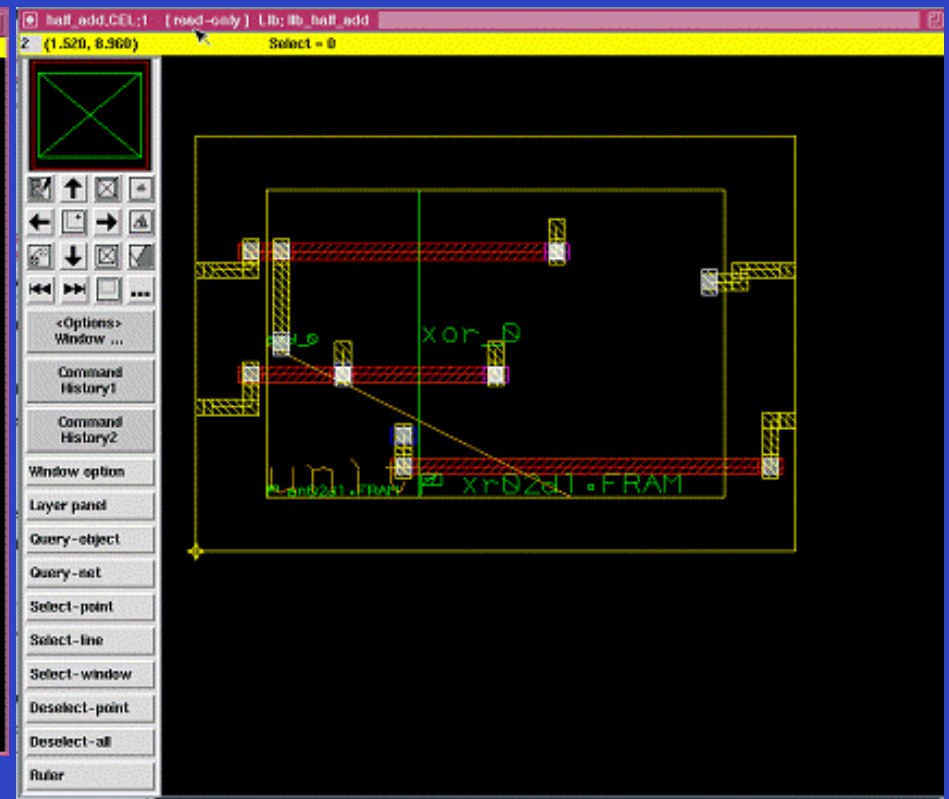 half_add.CEL;1 [read-only] Lib: lib_half_add
2 (1.520, 8.960) Select = 0
...
<Options>
Window ...
Command
History1
Command
History2
Window option
Layer panel
Query-object
Query-net
Select-point
Select-line
Select-window
Deselect-point
Deselect-all
Ruler
xor_0
xr02d1.FRAM